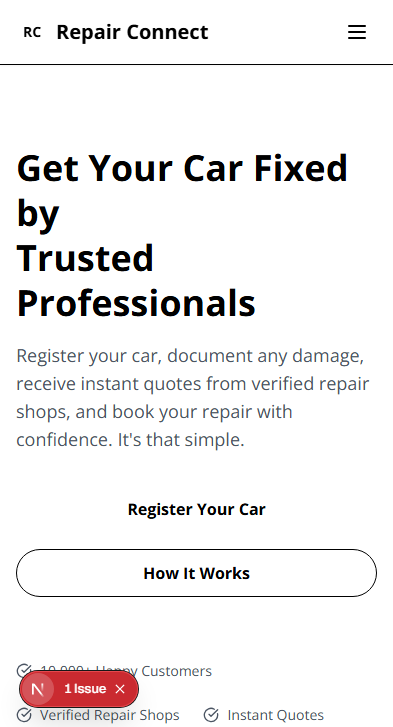 RC Repair Connect
Get Your Car Fixed
by
Trusted
Professionals
Register your car, document any damage,
receive instant quotes from verified repair
shops, and book your repair with
confidence. It's that simple.
Register Your Car
How It Works
10,000+ Happy Customers
N 1 Issue
Verified Repair Shops Instant Quotes